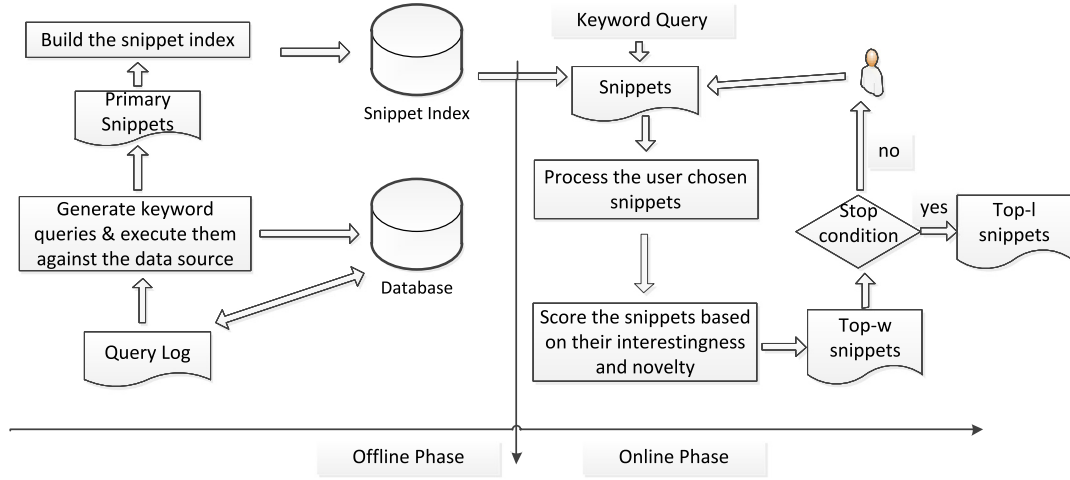 Build the snippet index
Primary
Snippets
Generate keyword
queries & execute them
against the data source
Query Log
Snippet Index
Database
Keyword Query
Snippets
Process the user chosen
snippets
Score the snippets based
on their interestingness
and novelty
Top-w
snippets
Stop
condition
no
yes
Top-l
snippets
Offline Phase
Online Phase